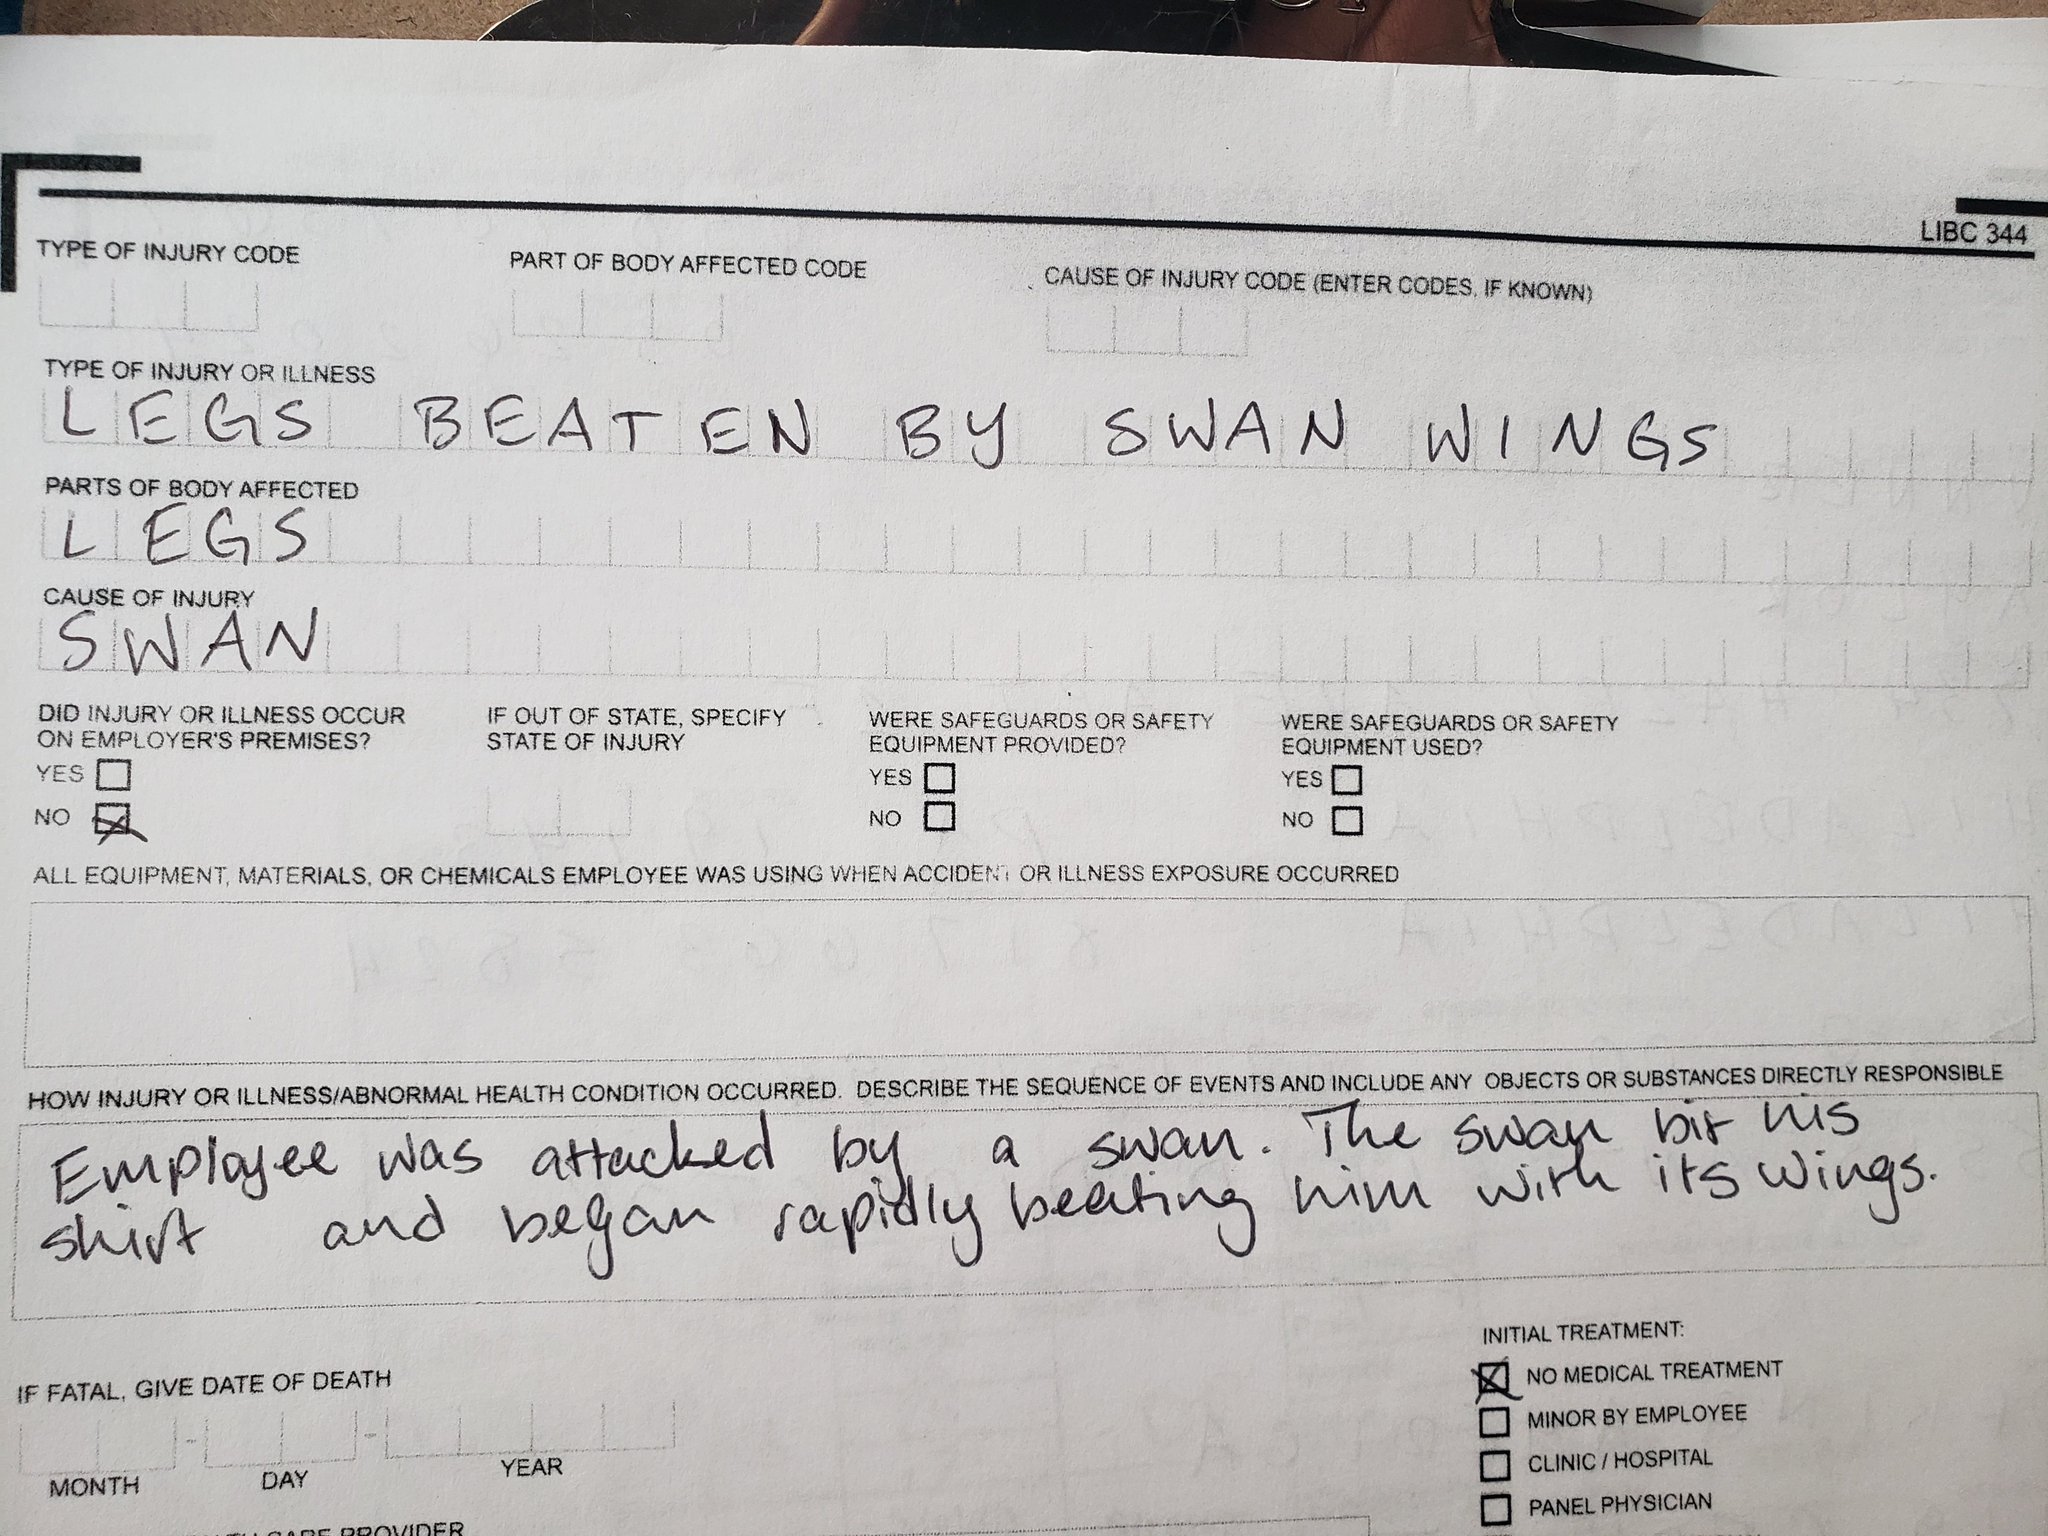 LIBC 344
TYPE OF INJURY CODE PART OF BODY AFFECTED CODE CAUSE OF INJURY CODE (ENTER CODES, IF KNOWN)
TYPE OF INJURY OR ILLNESS
LEGS BEATEN BY SWAN WINGS
PARTS OF BODY AFFECTED
LEGS
CAUSE OF INJURY
SWAN
DID INJURY OR ILLNESS OCCUR
ON EMPLOYER'S PREMISES?
YES
NO
IF OUT OF STATE, SPECIFY
STATE OF INJURY
WERE SAFEGUARDS OR SAFETY
EQUIPMENT PROVIDED?
YES
NO
WERE SAFEGUARDS OR SAFETY
EQUIPMENT USED?
YES
NO
ALL EQUIPMENT, MATERIALS, OR CHEMICALS EMPLOYEE WAS USING WHEN ACCIDENT OR ILLNESS EXPOSURE OCCURRED
HOW INJURY OR ILLNESS/ABNORMAL HEALTH CONDITION OCCURRED. DESCRIBE THE SEQUENCE OF EVENTS AND INCLUDE ANY OBJECTS OR SUBSTANCES DIRECTLY RESPONSIBLE
Employee was attacked by a swan. The swan bit his
shirt and began rapidly beating him with its wings.
IF FATAL, GIVE DATE OF DEATH
MONTH DAY YEAR
INITIAL TREATMENT:
NO MEDICAL TREATMENT
MINOR BY EMPLOYEE
CLINIC / HOSPITAL
PANEL PHYSICIAN
CARE PROVIDER